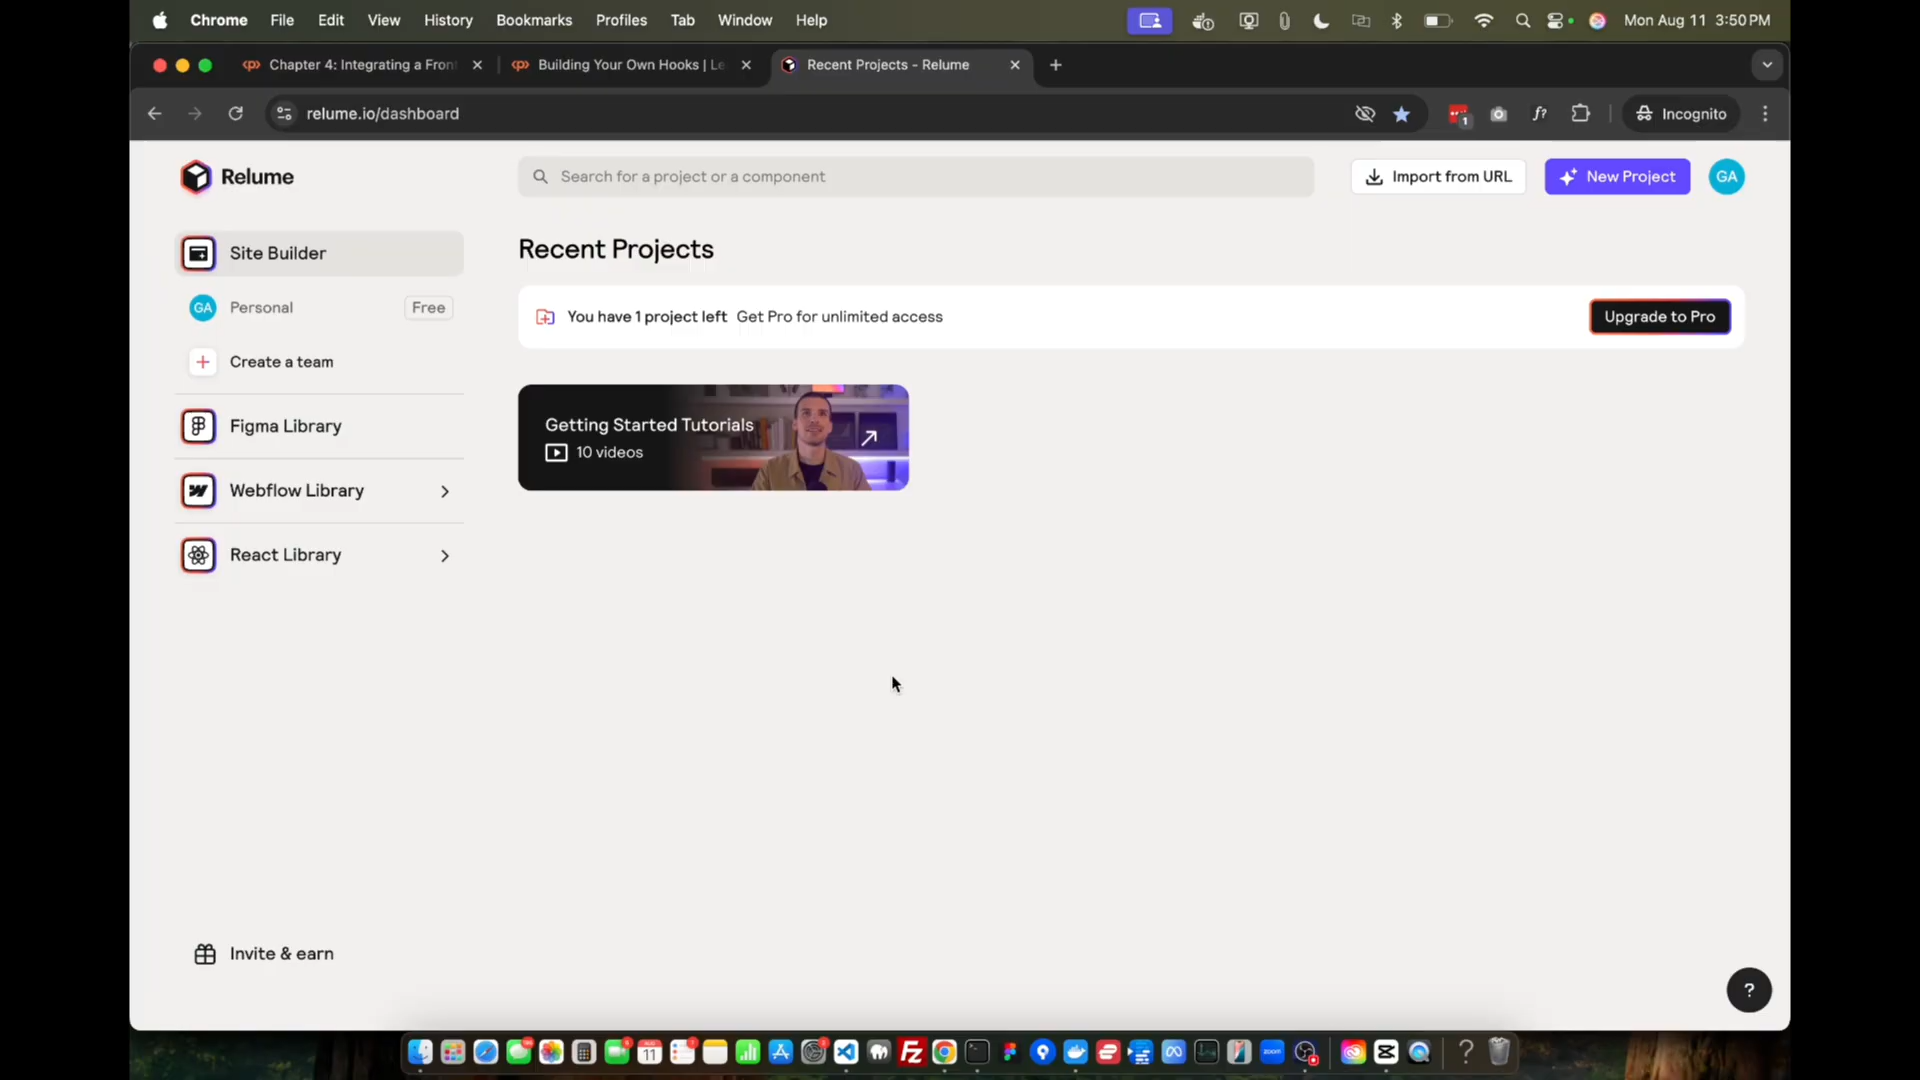 Chrome File Edit View History Bookmarks Profiles Tab Window Help Mon Aug 11 3:50 PM
Chapter 4: Integrating a Fron
Building Your Own Hooks | Le
Recent Projects - Relume
relume.io/dashboard
1
Incognito
Relume
Search for a project or a component
Import from URL
New Project
GA
Site Builder
GA Personal Free
Create a team
Figma Library
Webflow Library
React Library
Invite & earn
Recent Projects
You have 1 project left Get Pro for unlimited access
Upgrade to Pro
Getting Started Tutorials
10 videos
?
11
FZ
zoom
?